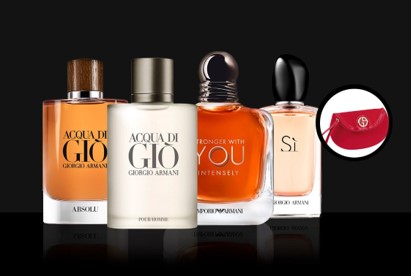 ACQUA DI
GIÒ
GIORGIO ARMANI
ABSOLU
ACQUA DI
GIÒ
GIORGIO ARMANI
POUR HOMME
STRONGER WITH
YOU
INTENSELY
EMPORIO ARMANI
Sì
GIORGIO ARMANI